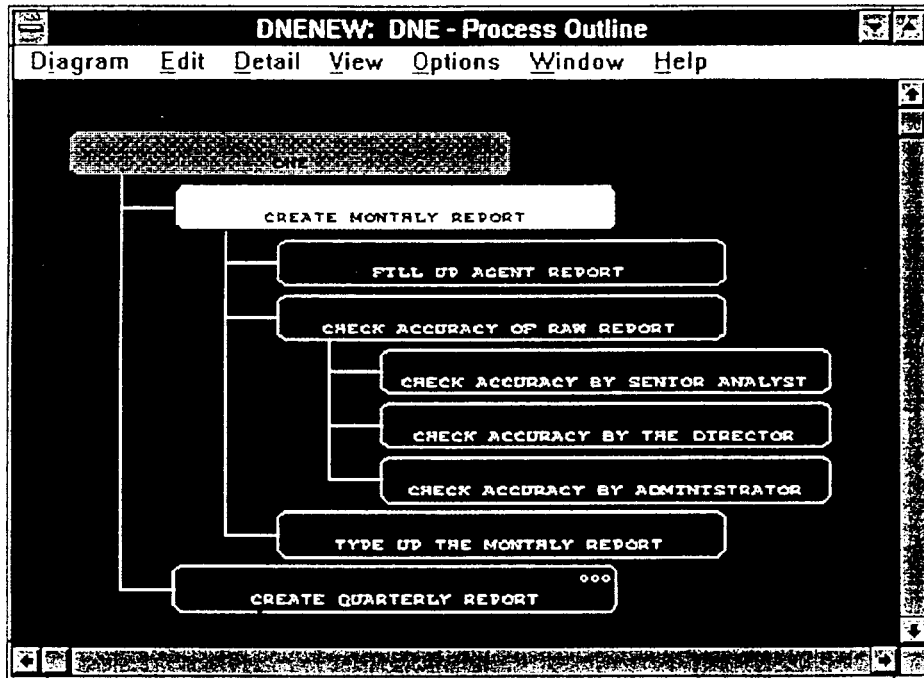 DNENEW: DNE - Process Outline
Diagram Edit Detail View Options Window Help
DNE
CREATE MONTHLY REPORT
FILL UP AGENT REPORT
CHECK ACCURACY OF RAW REPORT
CHECK ACCURACY BY SENIOR ANALYST
CHECK ACCURACY BY THE DIRECTOR
CHECK ACCURACY BY ADMINISTRATOR
TYPE UP THE MONTHLY REPORT
CREATE QUARTERLY REPORT